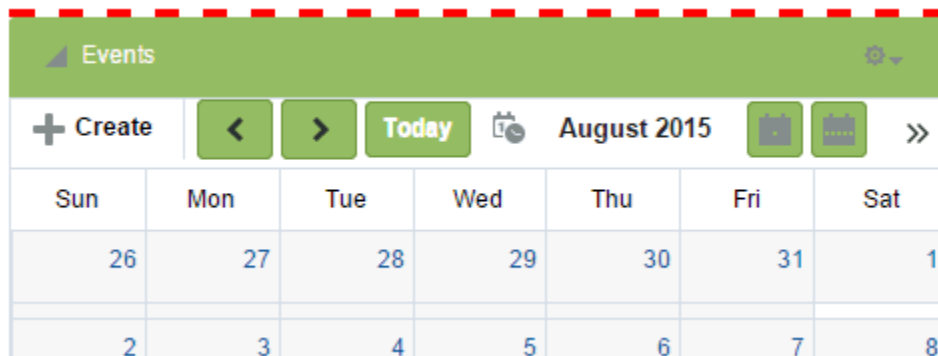 Events
Create Today August 2015
Sun Mon Tue Wed Thu Fri Sat
26 27 28 29 30 31 1
2 3 4 5 6 7 8